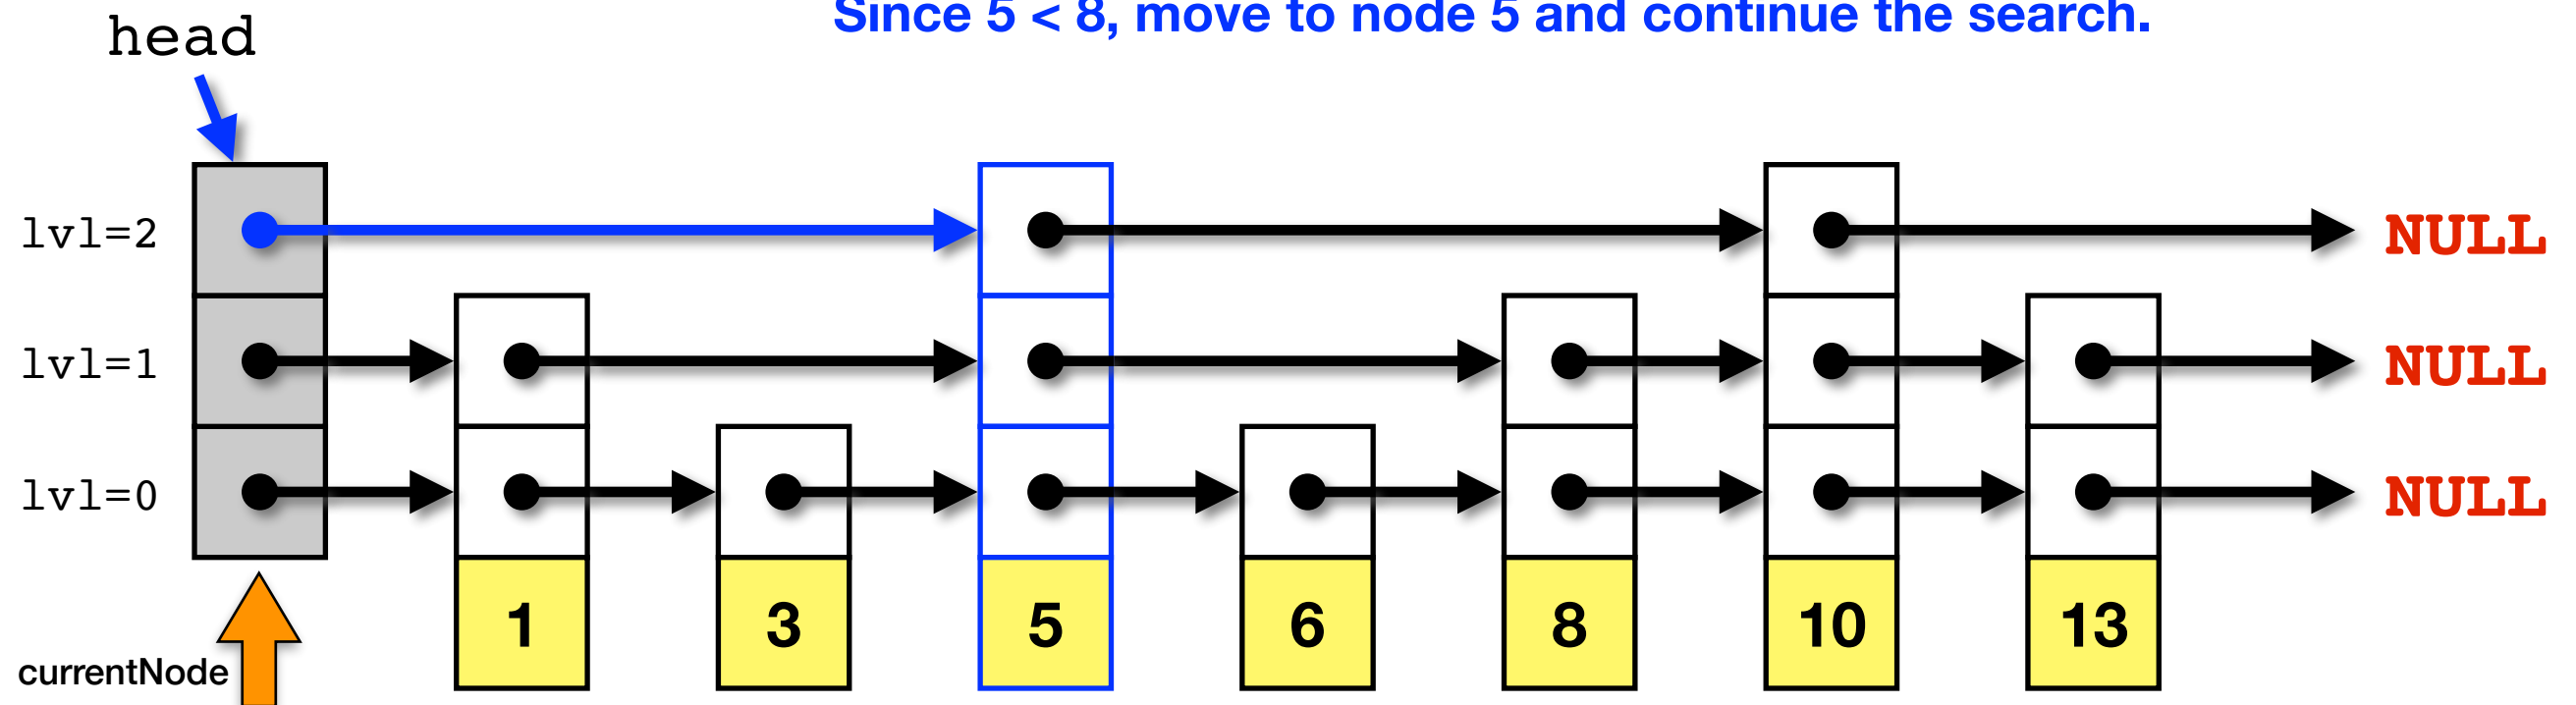 Since 5 < 8, move to node 5 and continue the search.
head
lvl=2 NULL
lvl=1 NULL
lvl=0 NULL
1 3 5 6 8 10 13
currentNode